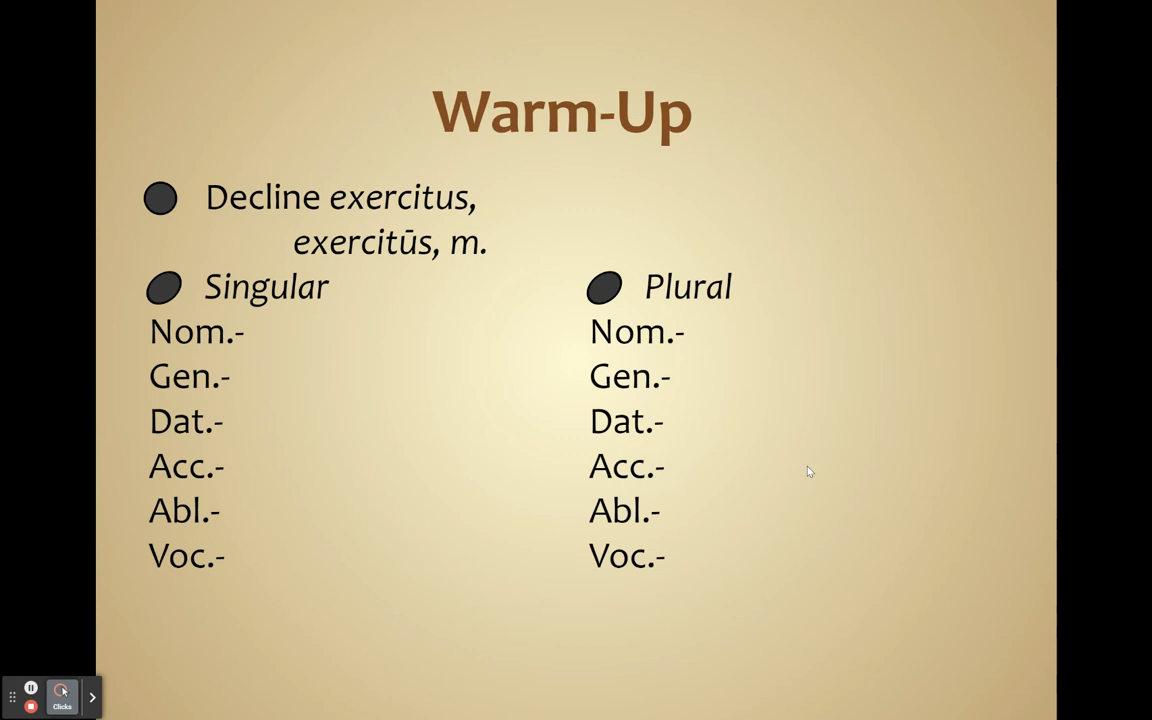 Warm-Up
Decline exercitus,
exercitūs, m.
Singular
Nom.-
Gen.-
Dat.-
Acc.-
Abl.-
Voc.-
Plural
Nom.-
Gen.-
Dat.-
Acc.-
Abl.-
Voc.-
Clicks